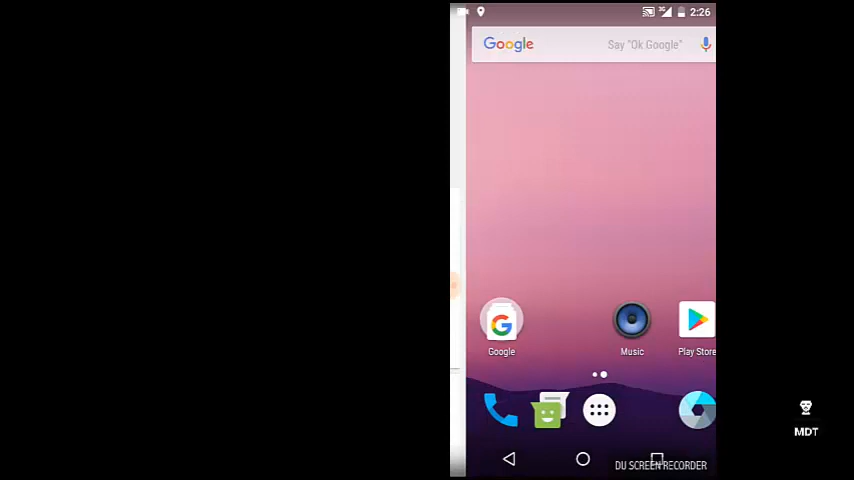 2:26
Google Say "Ok Google"
Google Music Play Store
DU SCREEN RECORDER
MDT